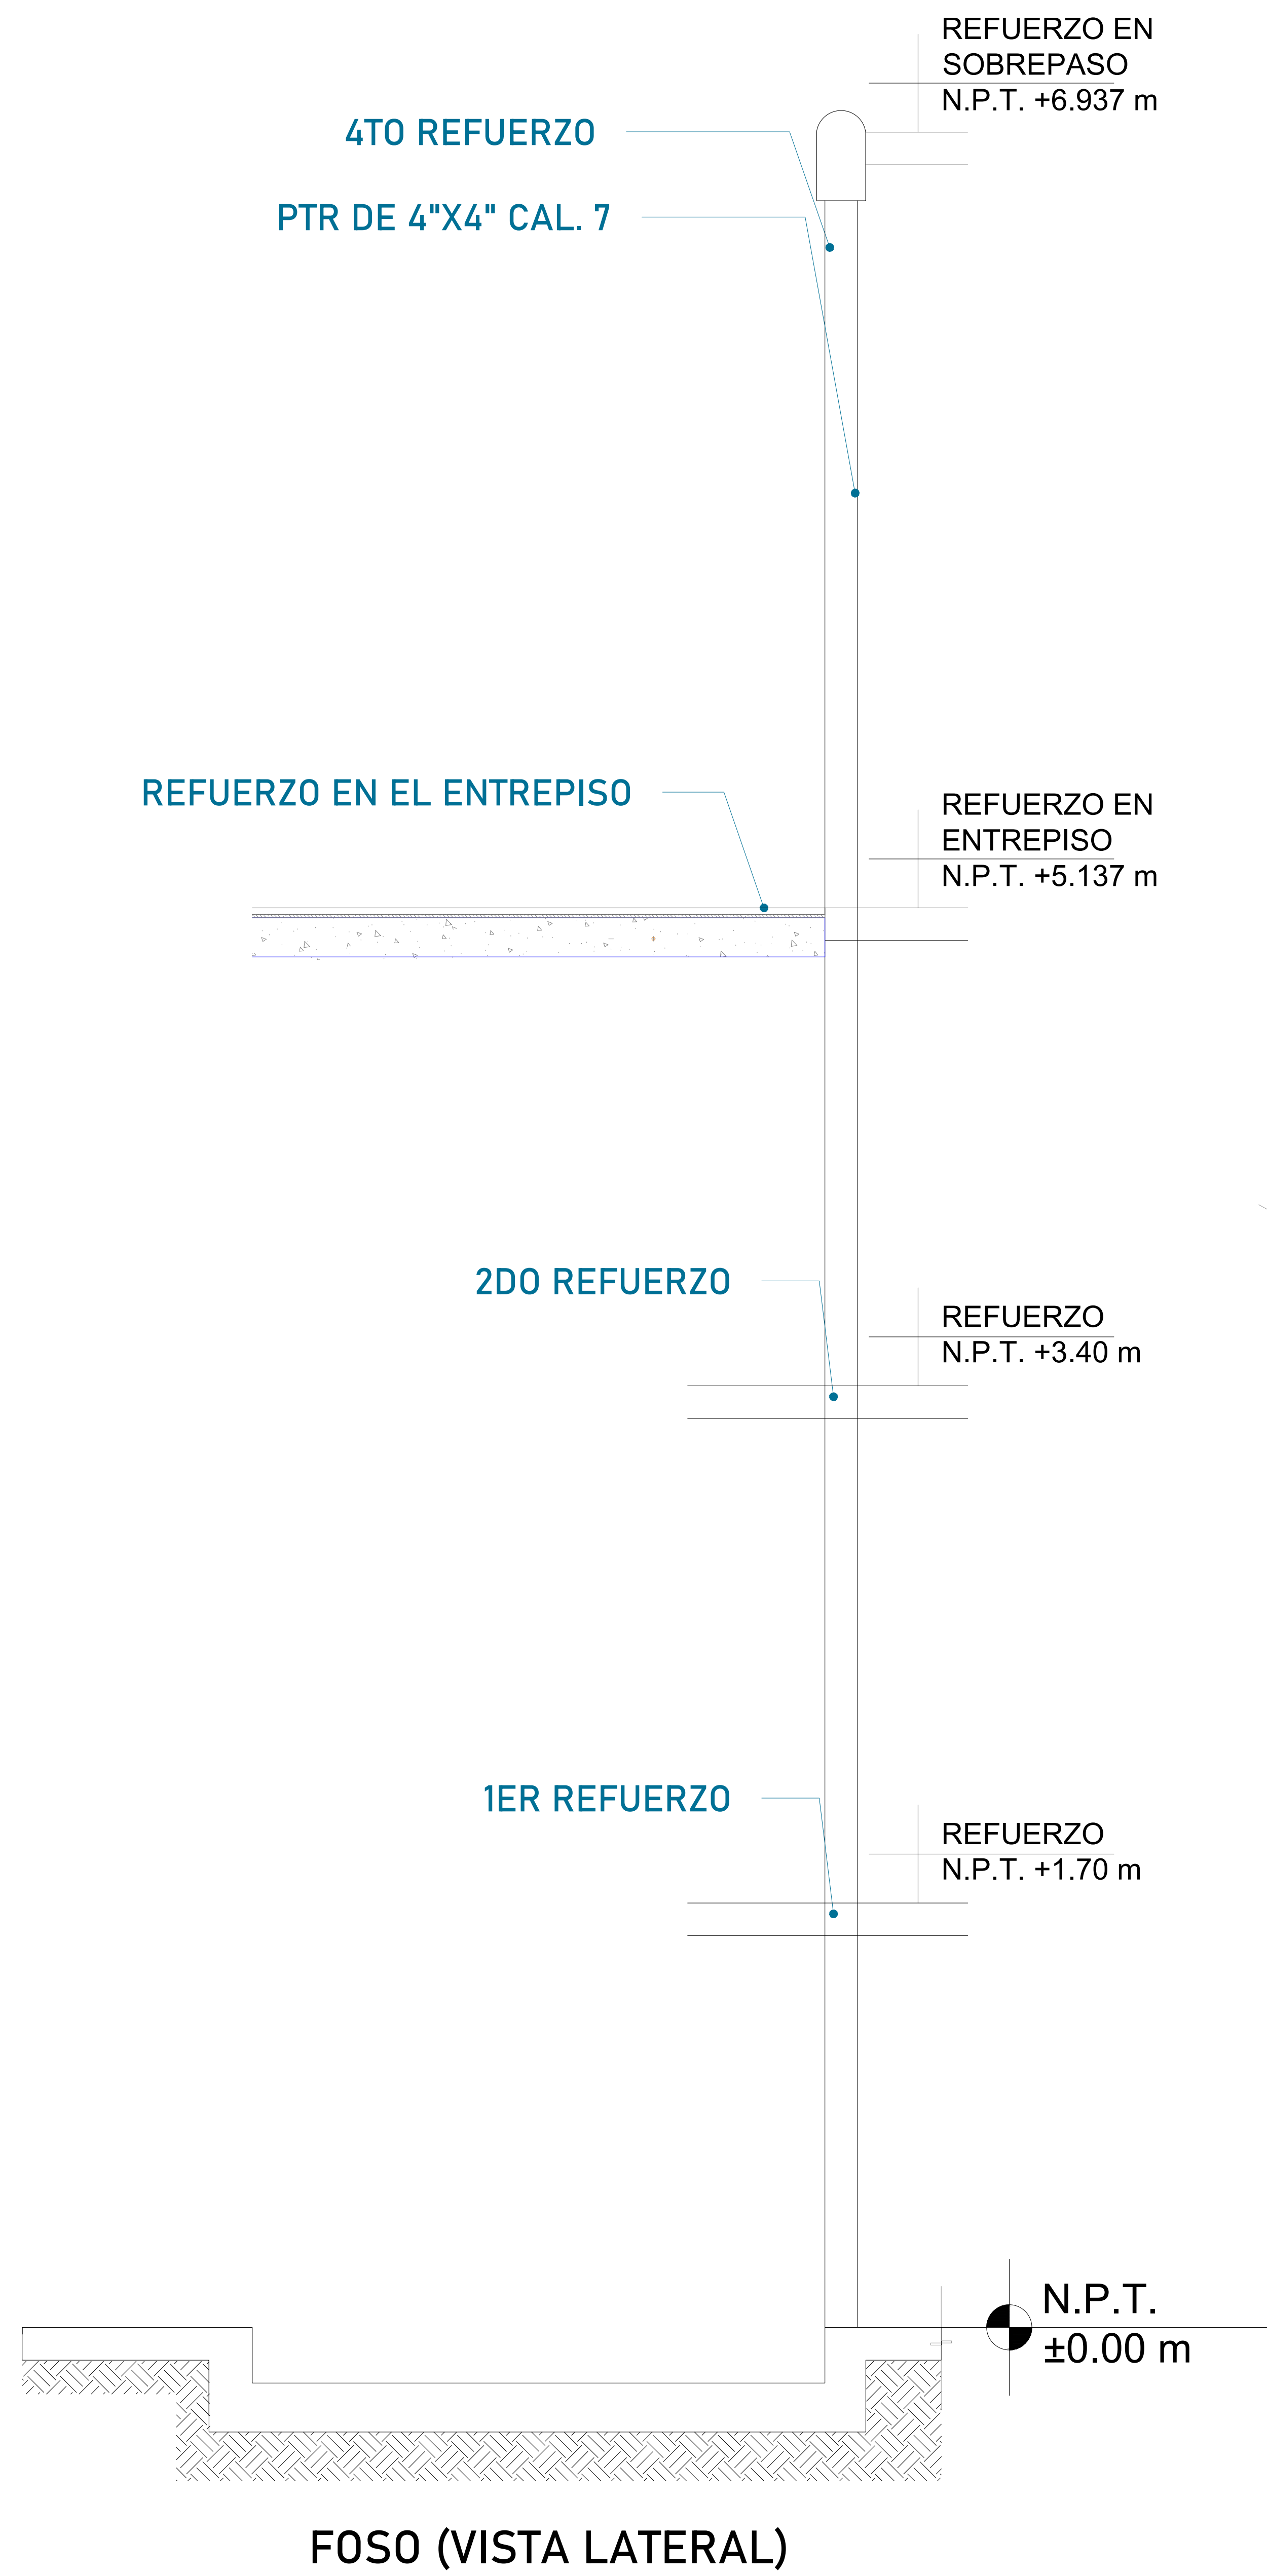 REFUERZO EN
SOBREPASO
N.P.T. +6.937 m
4TO REFUERZO
PTR DE 4"X4" CAL. 7
REFUERZO EN EL ENTREPISO
REFUERZO EN
ENTREPISO
N.P.T. +5.137 m
2DO REFUERZO
REFUERZO
N.P.T. +3.40 m
1ER REFUERZO
REFUERZO
N.P.T. +1.70 m
N.P.T.
±0.00 m
FOSO (VISTA LATERAL)